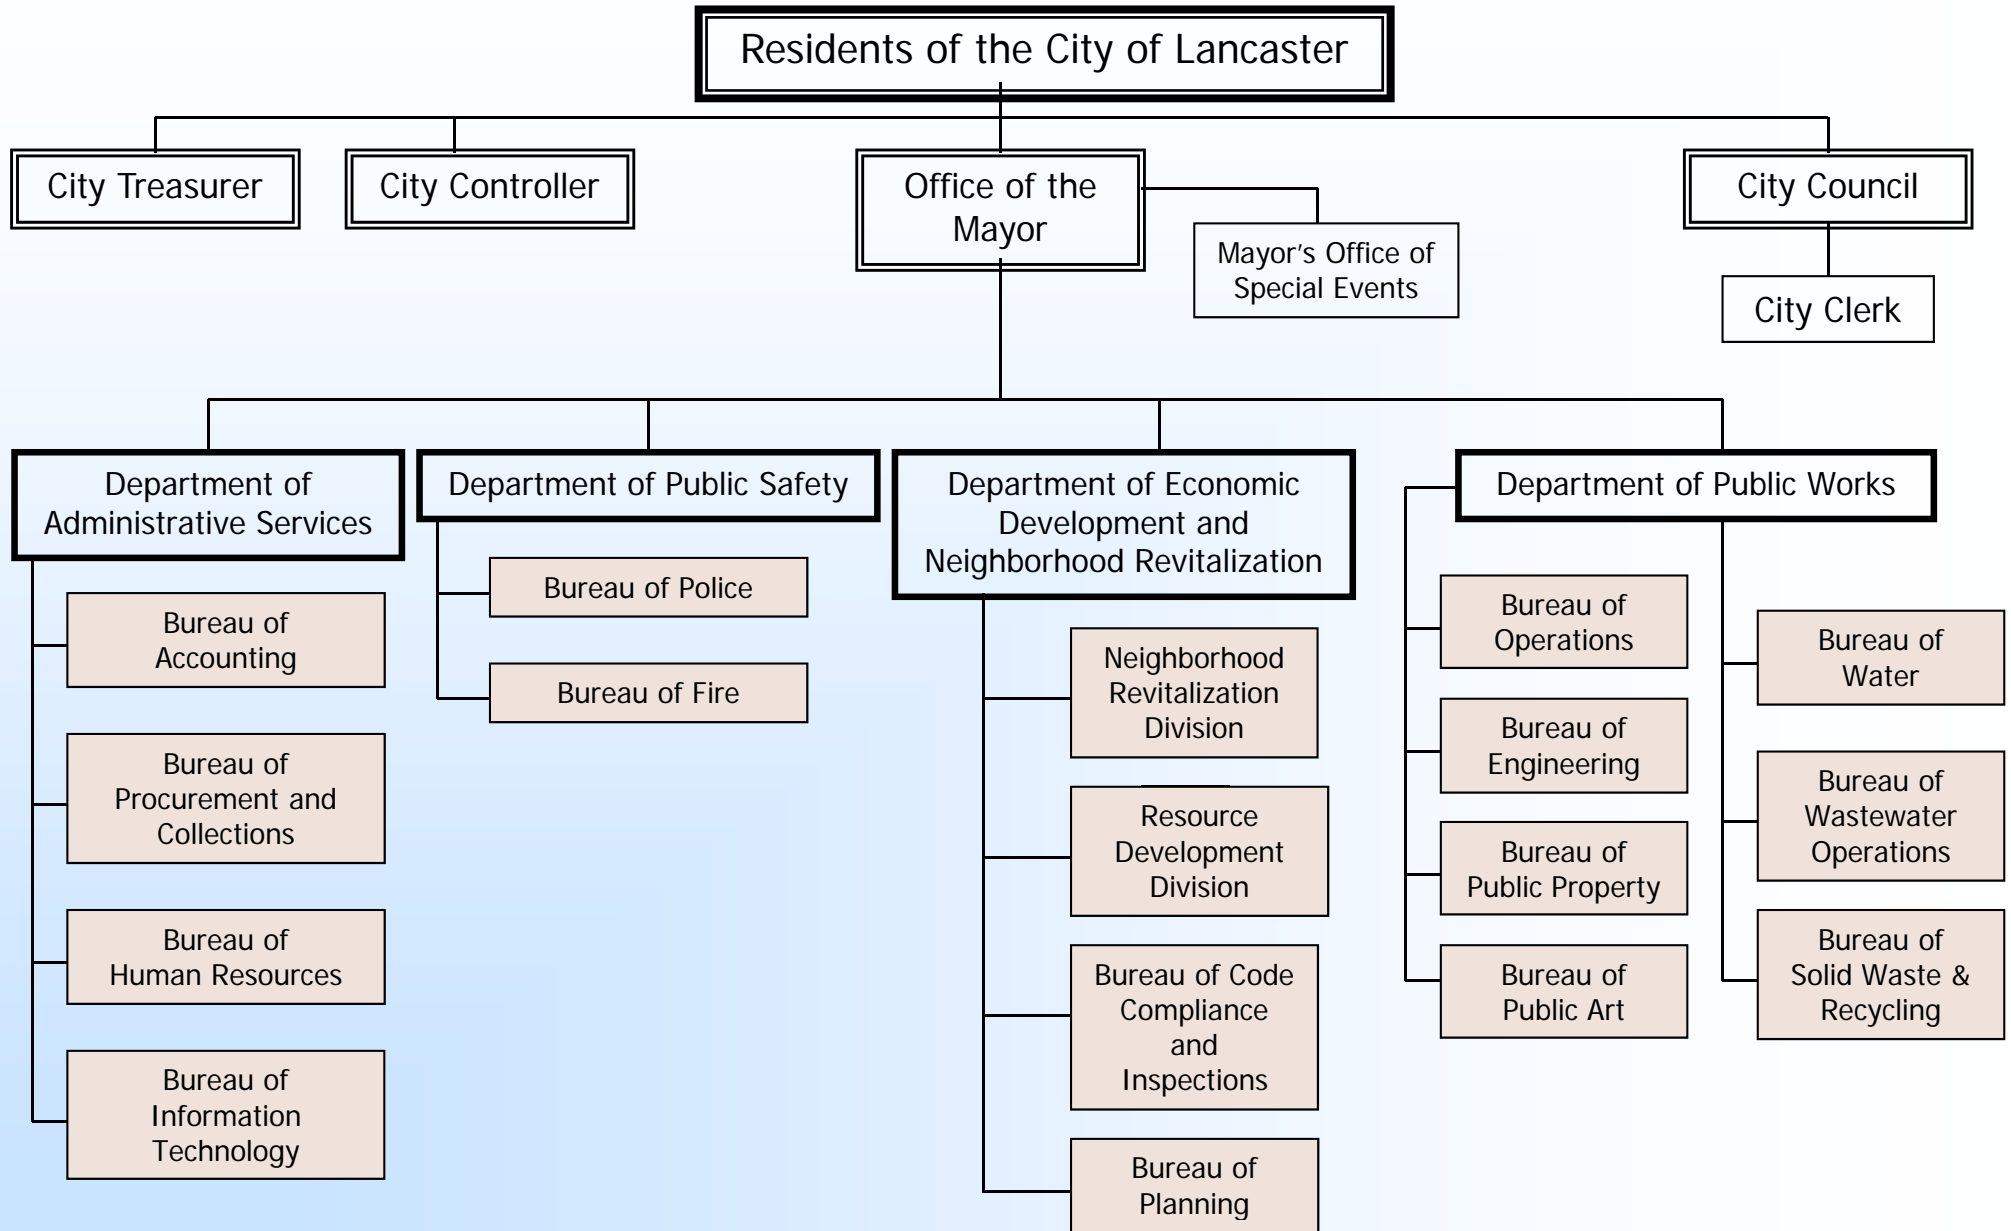 Residents of the City of Lancaster
City Treasurer
City Controller
Office of the
Mayor
City Council
Mayor's Office of
Special Events
City Clerk
Department of
Administrative Services
Bureau of
Accounting
Bureau of
Procurement and
Collections
Bureau of
Human Resources
Bureau of
Information
Technology
Department of Public Safety
Bureau of Police
Bureau of Fire
Department of Economic
Development and
Neighborhood Revitalization
Neighborhood
Revitalization
Division
Resource
Development
Division
Bureau of Code
Compliance
and
Inspections
Bureau of
Planning
Department of Public Works
Bureau of
Operations
Bureau of
Engineering
Bureau of
Public Property
Bureau of
Public Art
Bureau of
Water
Bureau of
Wastewater
Operations
Bureau of
Solid Waste &
Recycling